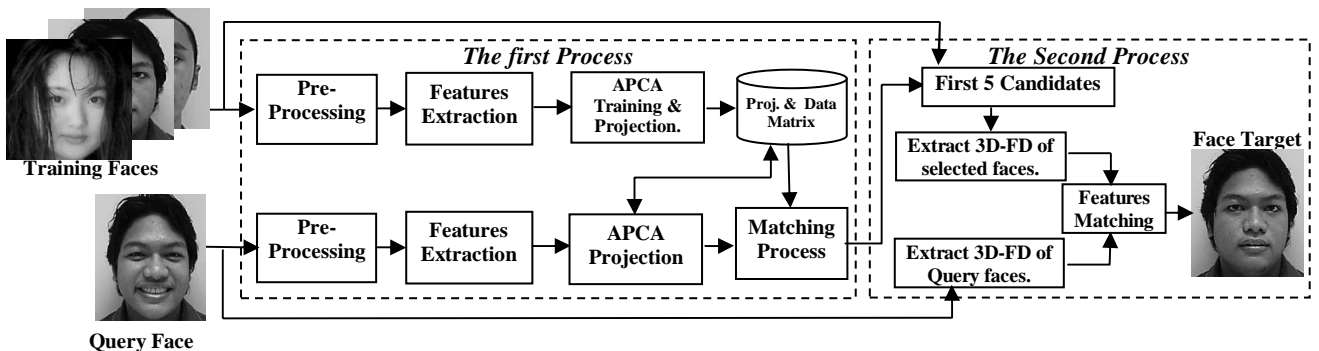 The first Process
The Second Process
Pre-
Processing
Features
Extraction
APCA
Training &
Projection.
Proj. & Data
Matrix
First 5 Candidates
Training Faces
Extract 3D-FD of
selected faces.
Face Target
Features
Matching
Pre-
Processing
Features
Extraction
APCA
Projection
Matching
Process
Extract 3D-FD of
Query faces.
Query Face